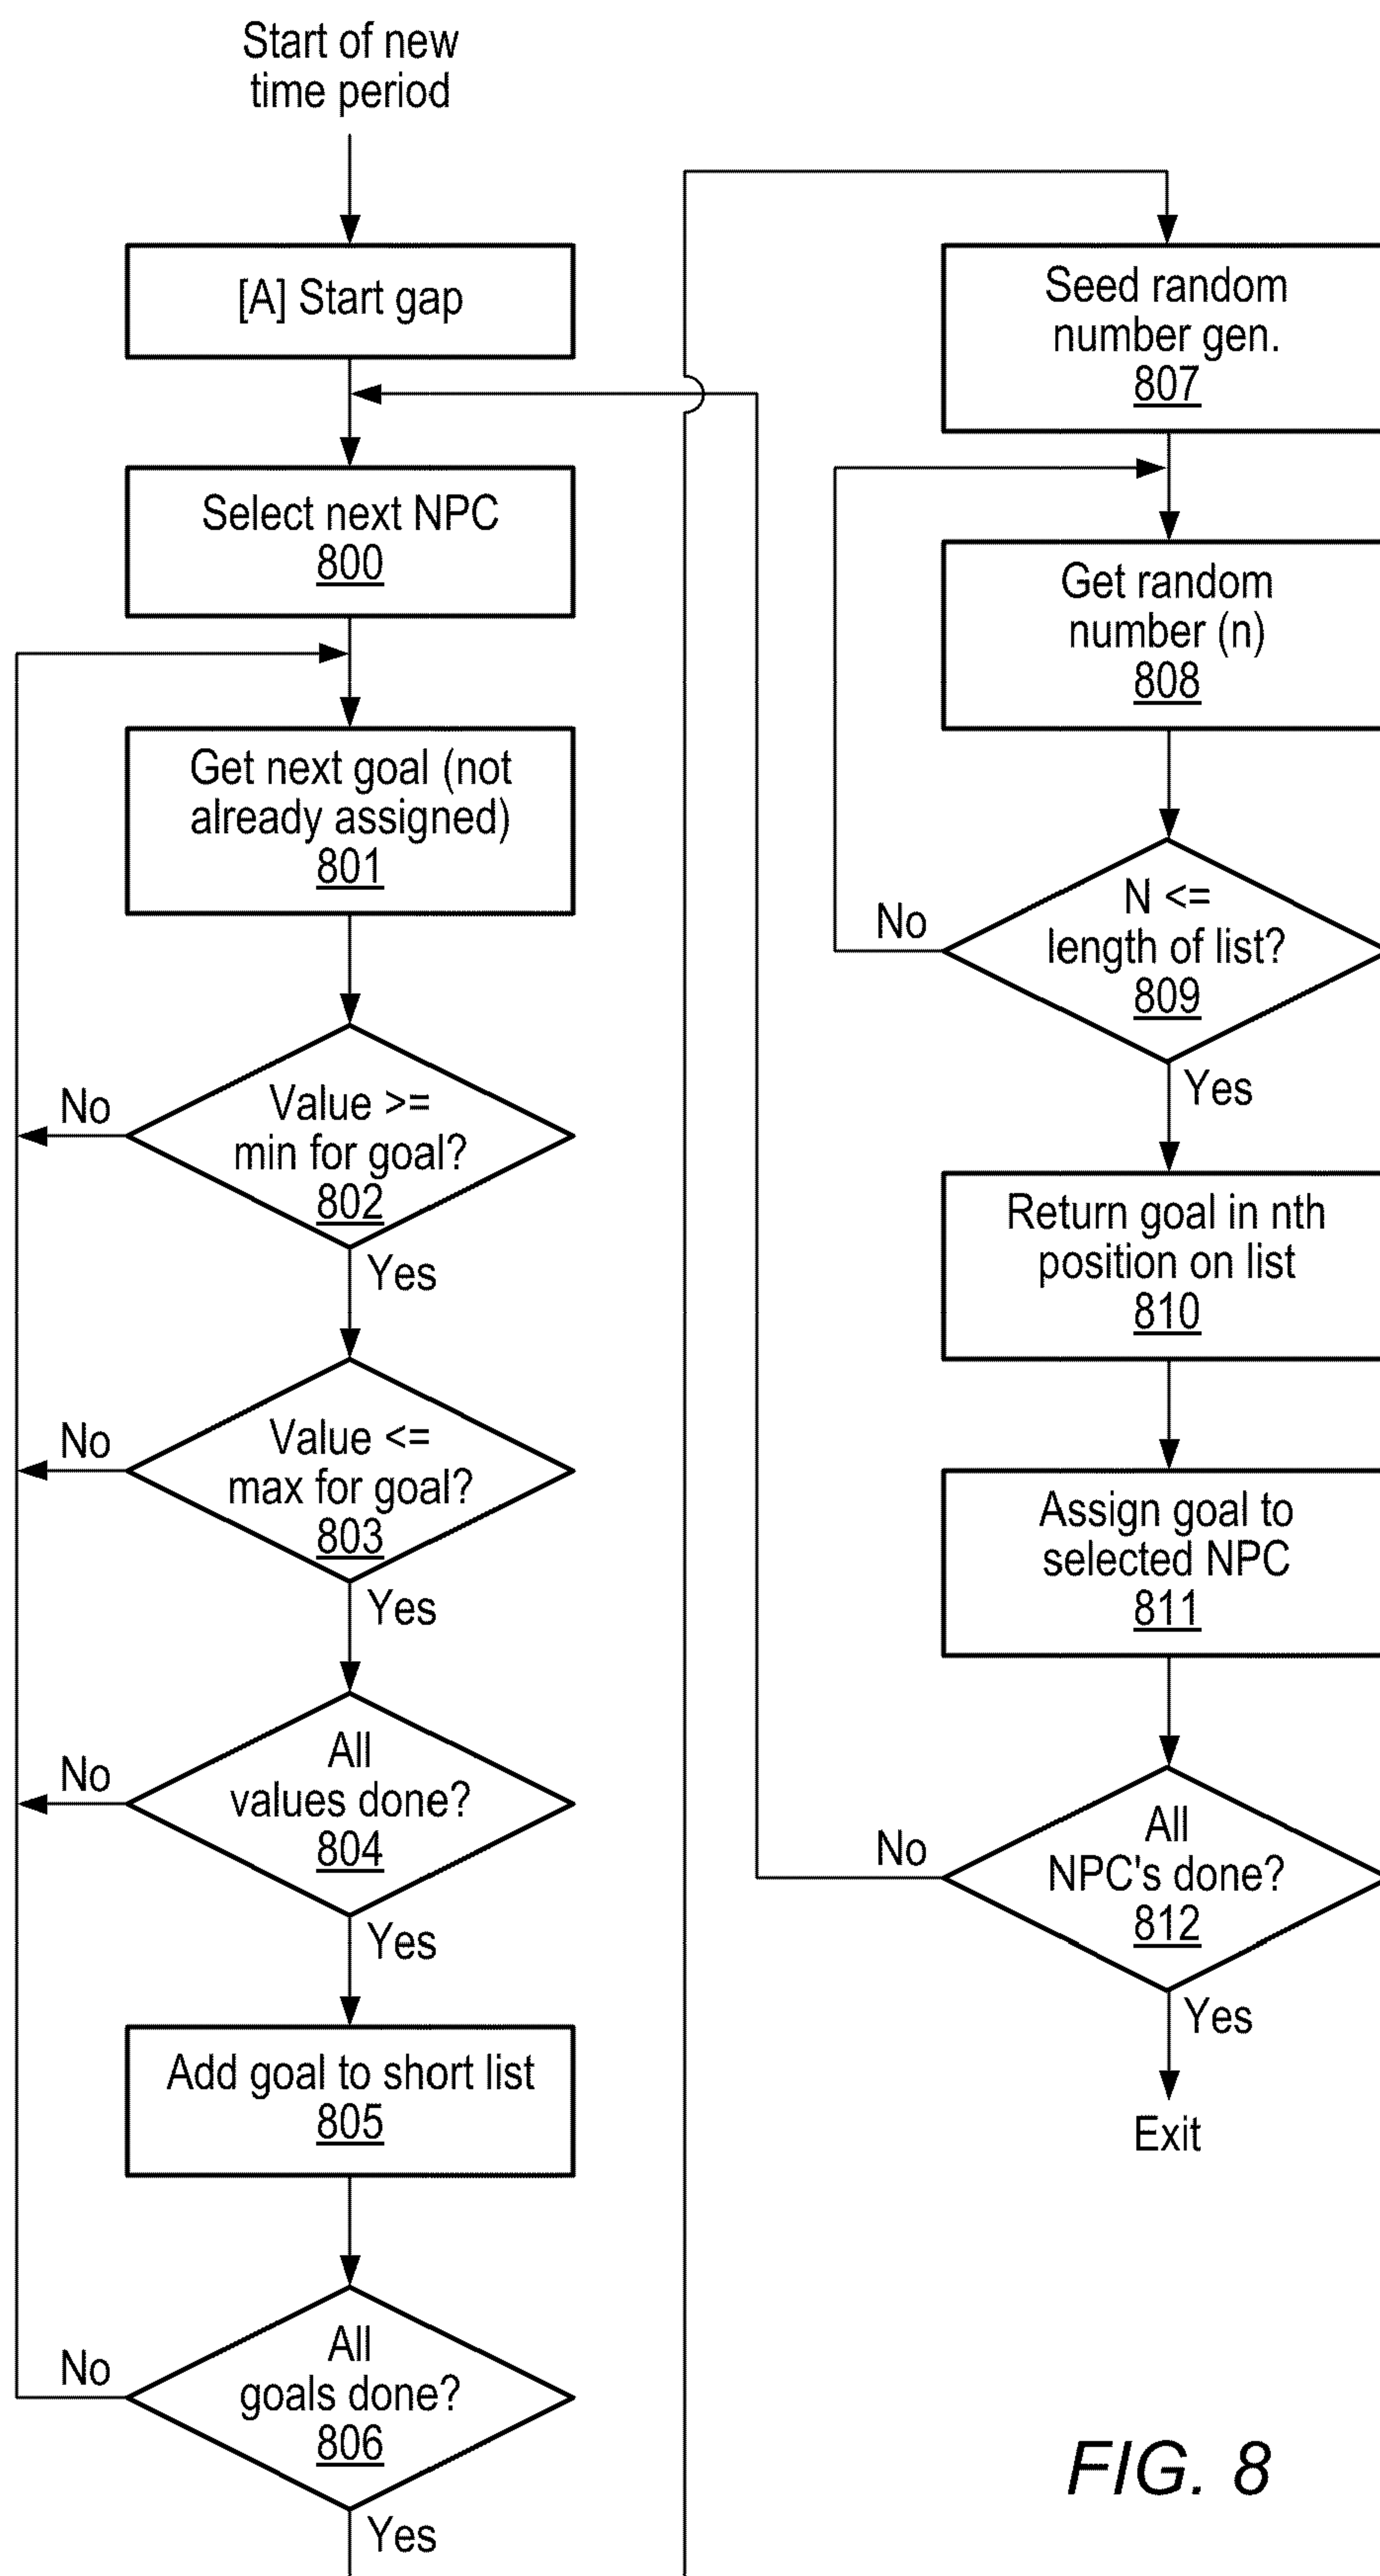 Start of new
time period
[A] Start gap
Select next NPC
800
Get next goal (not
already assigned)
801
Value >=
min for goal?
802
No
Yes
Value <=
max for goal?
803
No
Yes
All
values done?
804
No
Yes
Add goal to short list
805
All
goals done?
806
No
Yes
Seed random
number gen.
807
Get random
number (n)
808
N <=
length of list?
809
No
Yes
Return goal in nth
position on list
810
Assign goal to
selected NPC
811
All
NPC's done?
812
No
Yes
Exit
FIG. 8